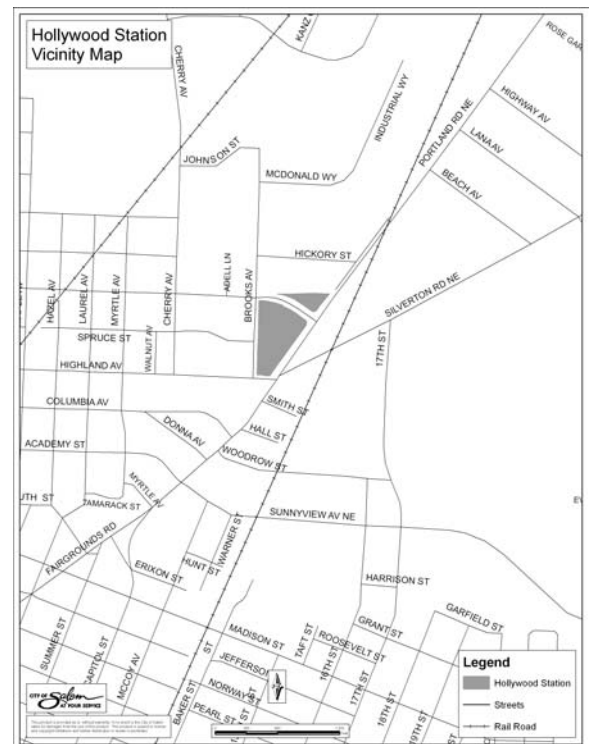 Hollywood Station
Vicinity Map
KANZ
ROSE GAR
CHERRY AV
INDUSTRIAL WY
PORTLAND RD NE
HIGHWAY AV
LANA AV
BEACH AV
JOHNSON ST
MCDONALD WY
HICKORY ST
ADELL LN
BROOKS AV
HAZEL AV
LAUREL AV
MYRTLE AV
CHERRY AV
SILVERTON RD NE
SPRUCE ST
WALNUT AV
17TH ST
HIGHLAND AV
COLUMBIA AV
SMITH ST
DONNA AV
HALL ST
ACADEMY ST
WOODROW ST
MYRTLE AV
UTH ST
TAMARACK ST
SUNNYVIEW AV NE
FAIRGROUNDS RD
WARNER ST
HUNT ST
ERIXON ST
HARRISON ST
GARFIELD ST
GRANT ST
ROOSEVELT ST
MADISON ST
TAFT ST
16TH ST
17TH ST
18TH ST
19TH ST
SUMMER ST
CAPITOL ST
MCCOY AV
BAKER ST
ST
JEFFERSON
NORWAY
PEARL ST
ST
Legend
Hollywood Station
Streets
Rail Road
CITY OF Salem
AT YOUR SERVICE